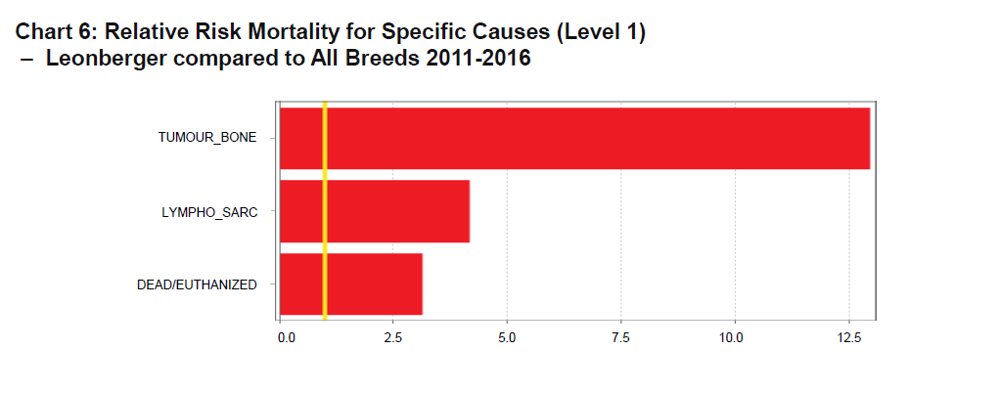 Chart 6: Relative Risk Mortality for Specific Causes (Level 1)
– Leonberger compared to All Breeds 2011-2016
TUMOUR_BONE
LYMPHO_SARC
DEAD/EUTHANIZED
0.0 2.5 5.0 7.5 10.0 12.5